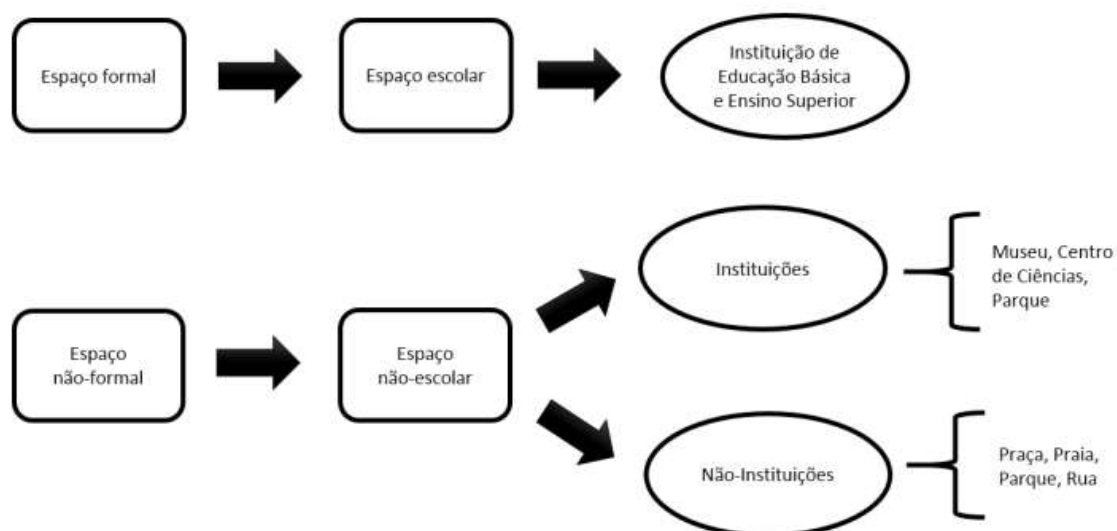 Espaço formal
Espaço escolar
Instituição de
Educação Básica
e Ensino Superior
Instituições
Museu, Centro
de Ciências,
Parque
Espaço
não-formal
Espaço
não-escolar
Não-Instituições
Praça, Praia,
Parque, Rua